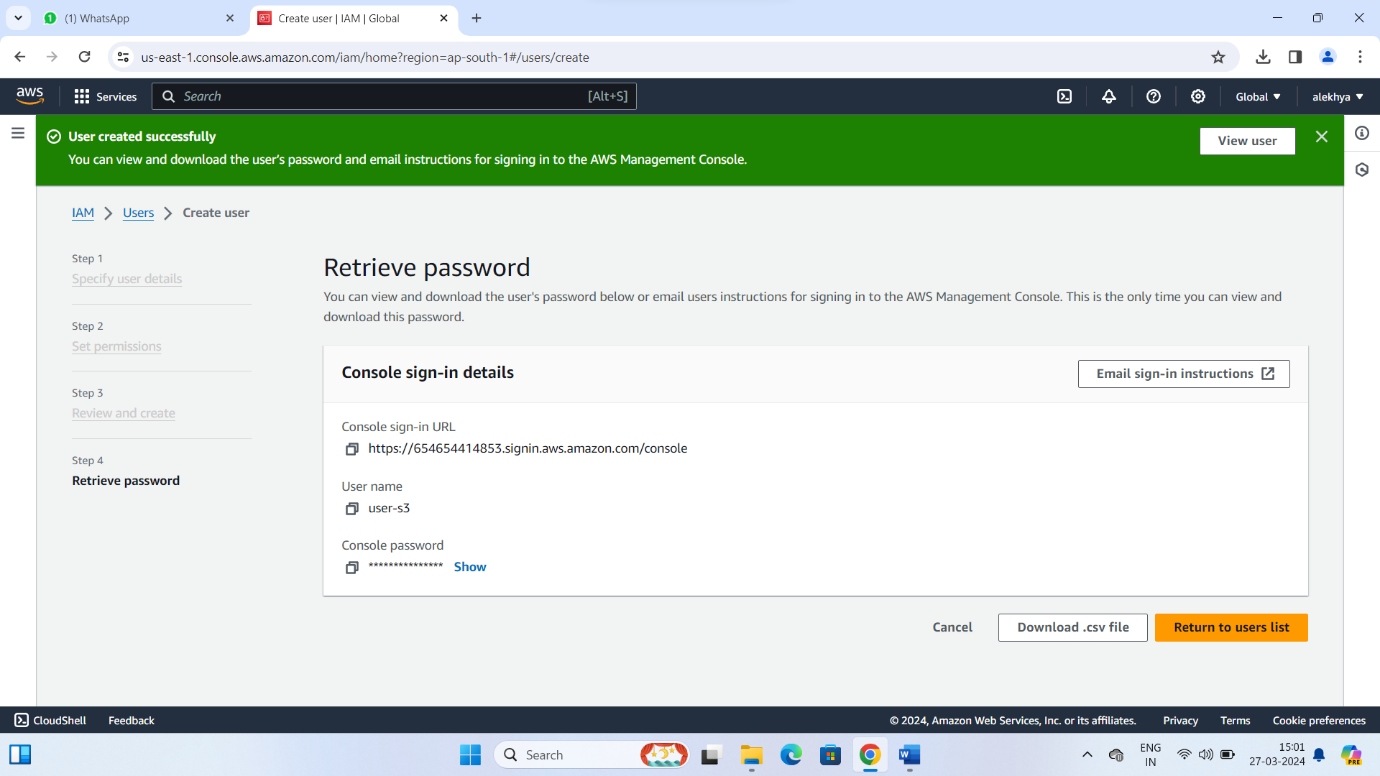 (1) WhatsApp
Create user | IAM | Global
us-east-1.console.aws.amazon.com/iam/home?region=ap-south-1#/users/create
aws
Services
Search
[Alt+S]
Global
alekhya
User created successfully
You can view and download the user's password and email instructions for signing in to the AWS Management Console.
View user
IAM
Users
Create user
Step 1
Specify user details
Step 2
Set permissions
Step 3
Review and create
Step 4
Retrieve password
Retrieve password
You can view and download the user's password below or email users instructions for signing in to the AWS Management Console. This is the only time you can view and
download this password.
Console sign-in details
Email sign-in instructions
Console sign-in URL
https://654654414853.signin.aws.amazon.com/console
User name
user-s3
Console password
*************** Show
Cancel
Download .csv file
Return to users list
CloudShell
Feedback
© 2024, Amazon Web Services, Inc. or its affiliates.
Privacy
Terms
Cookie preferences
Search
ENG
IN
15:01
27-03-2024
PRE